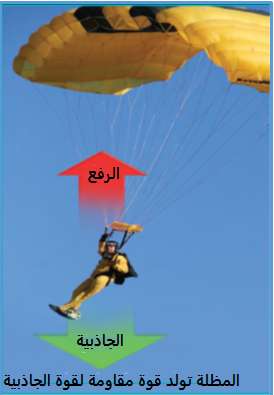 الرفع
الجاذبية
المظلة تولد قوة مقاومة لقوة الجاذبية